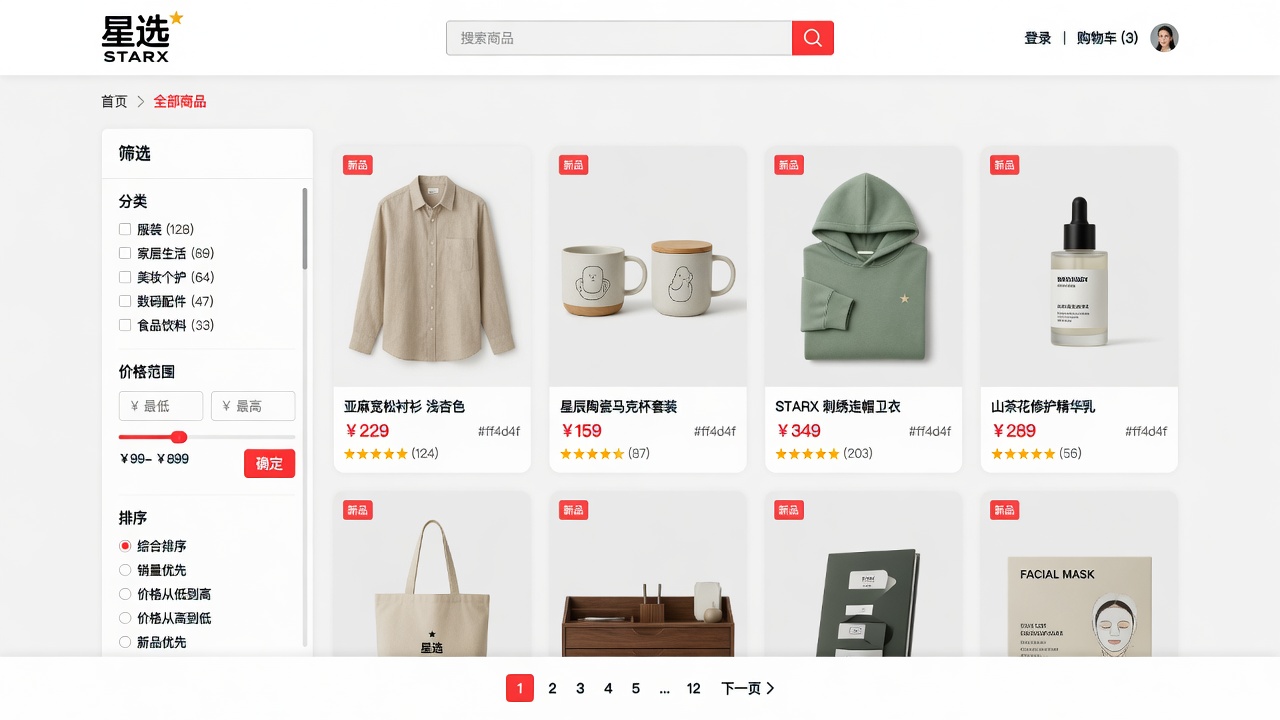 星选
STARX
搜索商品
登录 | 购物车 (3)
首页 > 全部商品
筛选
分类
服装 (128)
家居生活 (89)
美妆个护 (64)
数码配件 (47)
食品饮料 (33)
价格范围
¥ 最低
¥ 最高
¥99– ¥899
确定
排序
综合排序
销量优先
价格从低到高
价格从高到低
新品优先
新品
亚麻宽松衬衫 浅杏色
¥229 #ff4d4f
(124)
新品
星辰陶瓷马克杯套装
¥159 #ff4d4f
(87)
新品
STARX 刺绣连帽卫衣
¥349 #ff4d4f
(203)
新品
山茶花修护精华乳
¥289 #ff4d4f
(56)
新品
星选
新品
新品
新品
FACIAL MASK
1 2 3 4 5 ... 12 下一页 >